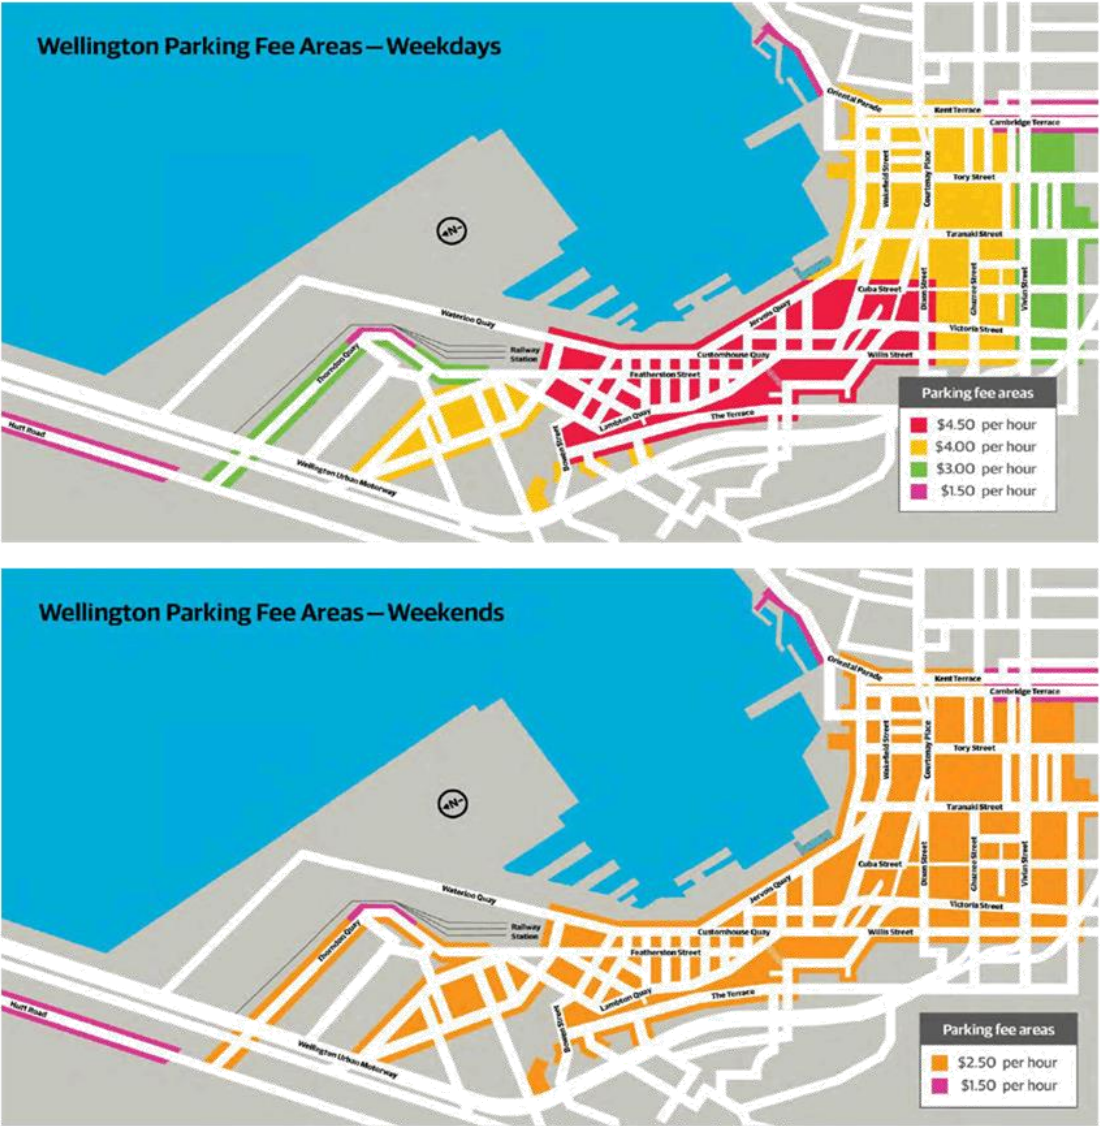 Wellington Parking Fee Areas – Weekdays
Oriental Parade
Kent Terrace
Cambridge Terrace
Wakefield Street
Courtenay Place
Tory Street
N
Taranaki Street
Cuba Street
Dixon Street
Ghuznee Street
Vivian Street
Jervois Quay
Waterloo Quay
Victoria Street
Railway
Station
Customhouse Quay
Willis Street
Thorndon Quay
Featherston Street
Lambton Quay
The Terrace
Hutt Road
Bowen Street
Wellington Urban Motorway
Parking fee areas
$4.50 per hour
$4.00 per hour
$3.00 per hour
$1.50 per hour
Wellington Parking Fee Areas – Weekends
Oriental Parade
Kent Terrace
Cambridge Terrace
Wakefield Street
Courtenay Place
Tory Street
N
Taranaki Street
Cuba Street
Dixon Street
Ghuznee Street
Vivian Street
Jervois Quay
Waterloo Quay
Victoria Street
Railway
Station
Customhouse Quay
Willis Street
Thorndon Quay
Featherston Street
Lambton Quay
The Terrace
Hutt Road
Bowen Street
Wellington Urban Motorway
Parking fee areas
$2.50 per hour
$1.50 per hour